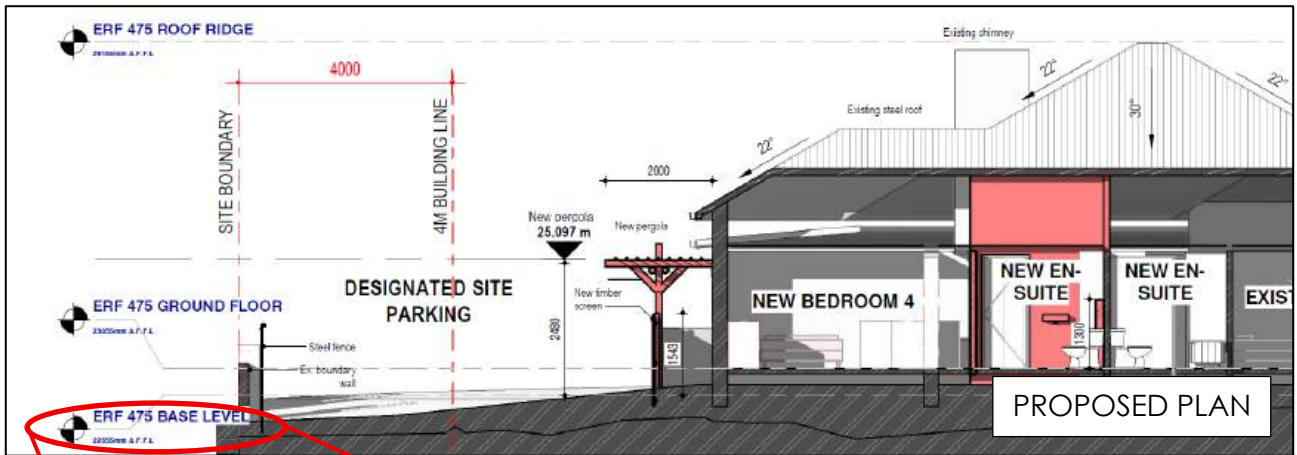 ERF 475 ROOF RIDGE
Existing chimney
4000
22°
22°
Existing steel roof
30°
22°
SITE BOUNDARY
4M BUILDING LINE
2000
New pergola
25.097 m
New pergola
DESIGNATED SITE
PARKING
NEW BEDROOM 4
NEW EN-
SUITE
NEW EN-
SUITE
EXIST
New timber
screen
ERF 475 GROUND FLOOR
23055mm A.F.F.L
2480
1543
1300
Steel fence
Ex. boundary
wall
ERF 475 BASE LEVEL
22555mm A.F.F.L
PROPOSED PLAN